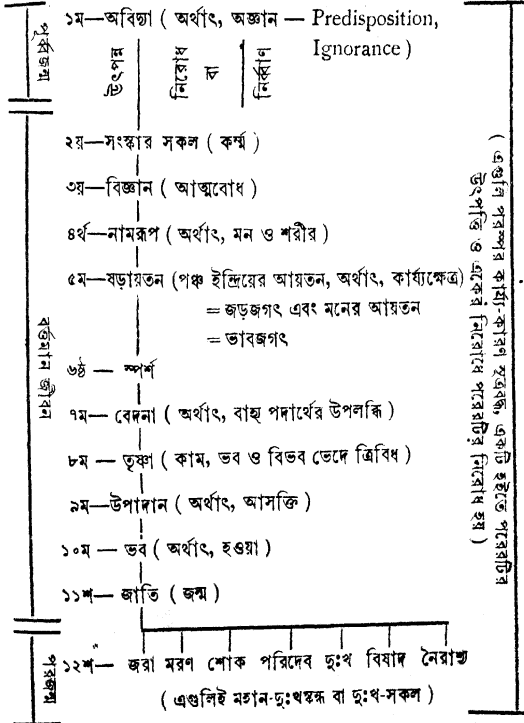 ১ম—অবিদ্যা ( অর্থাৎ, অজ্ঞান — Predisposition,
Ignorance )
পূর্বজন্ম
উৎপন্ন
নিরোধ
বা
নির্ব্বাণ
২য়—সংস্কার সকল ( কর্ম্ম )
৩য়—বিজ্ঞান ( আত্মবোধ )
৪র্থ—নামরূপ ( অর্থাৎ, মন ও শরীর )
৫ম—ষড়ায়তন (পঞ্চ ইন্দ্রিয়ের আয়তন, অর্থাৎ, কার্য্যক্ষেত্র)
= জড়জগৎ এবং মনের আয়তন
= ভাবজগৎ
৬ষ্ঠ — স্পর্শ
৭ম— বেদনা ( অর্থাৎ, বাহ্য পদার্থের উপলব্ধি )
৮ম — তৃষ্ণা ( কাম, ভব ও বিভব ভেদে ত্রিবিধ )
৯ম—উপাদান ( অর্থাৎ, আসক্তি )
১০ম— ভব ( অর্থাৎ, হওয়া )
১১শ— জাতি ( জন্ম )
বর্ত্তমান জীবন
১২শ— জরা মরণ শোক পরিদেব দুঃখ বিষাদ নৈরাশ্য
( এগুলিই মহান-দুঃখস্কন্ধ বা দুঃখ-সকল )
পরজন্ম
( এগুলি পরস্পর কার্য্য-কারণ সূত্রবদ্ধ, একটি হইতে পরেরটির
উৎপত্তি ও একের নিরোধে পরেরটির নিরোধ হয় )